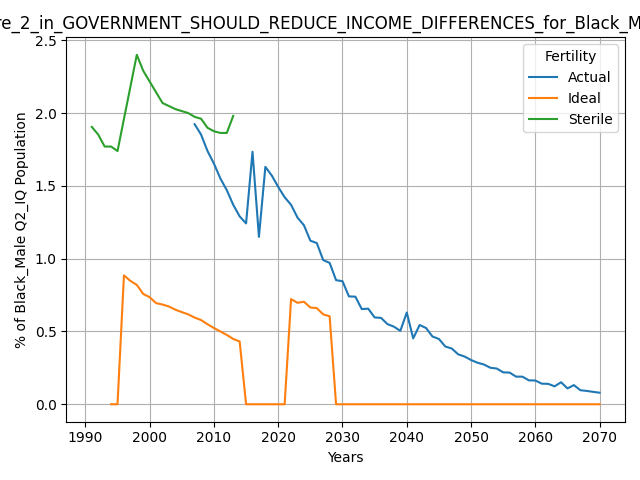 re_2_in_GOVERNMENT_SHOULD_REDUCE_INCOME_DIFFERENCES_for_Black_M
2.5
2.0
1.5
1.0
0.5
0.0
% of Black_Male Q2_IQ Population
Fertility
Actual
Ideal
Sterile
1990 2000 2010 2020 2030 2040 2050 2060 2070
Years